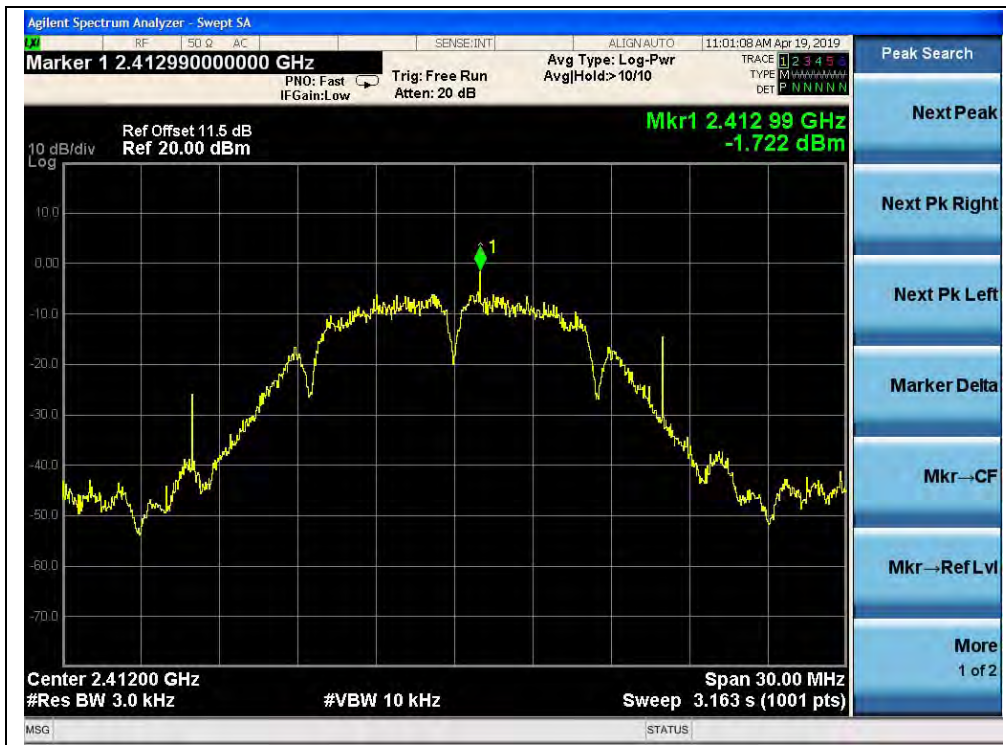 Agilent Spectrum Analyzer - Swept SA
LXI RF 50 Ω AC SENSE:INT ALIGN AUTO 11:01:08 AM Apr 19, 2019
Marker 1 2.412990000000 GHz
PNO: Fast
IFGain:Low
Trig: Free Run
Atten: 20 dB
Avg Type: Log-Pwr
Avg|Hold:>10/10
TRACE 1 2 3 4 5 6
TYPE M
DET P N N N N N
Peak Search
Mkr1 2.412 99 GHz
-1.722 dBm
Ref Offset 11.5 dB
10 dB/div Ref 20.00 dBm
Log
10.0
0.00
-10.0
-20.0
-30.0
-40.0
-50.0
-60.0
-70.0
1
Center 2.41200 GHz Span 30.00 MHz
#Res BW 3.0 kHz #VBW 10 kHz Sweep 3.163 s (1001 pts)
MSG STATUS
Next Peak
Next Pk Right
Next Pk Left
Marker Delta
Mkr→CF
Mkr→Ref Lvl
More
1 of 2